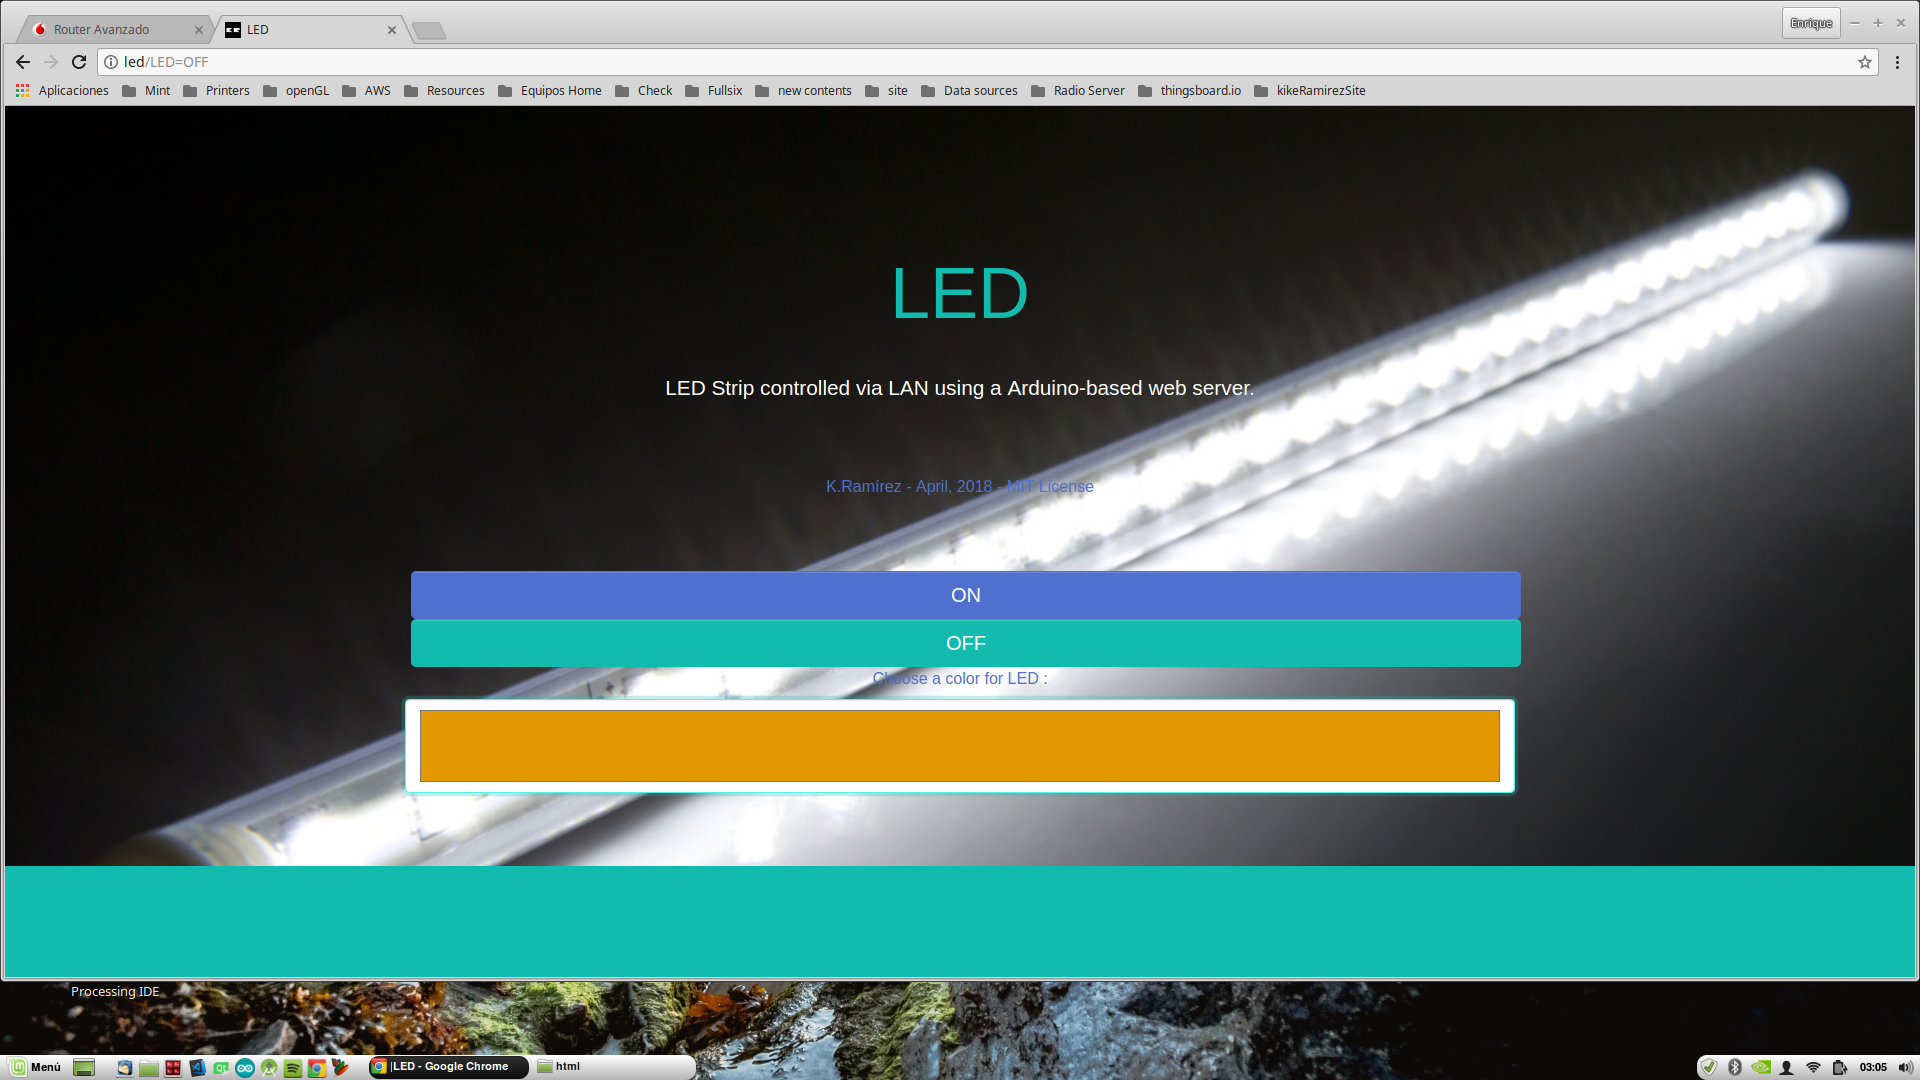 Router Avanzado
LED
Enrique
led/LED=OFF
Aplicaciones Mint Printers openGL AWS Resources Equipos Home Check Fullsix new contents site Data sources Radio Server thingsboard.io kikeRamirezSite
LED
LED Strip controlled via LAN using a Arduino-based web server.
K.Ramírez - April, 2018 - MIT License
ON
OFF
Choose a color for LED :
Processing IDE
Menú LED - Google Chrome html 03:05